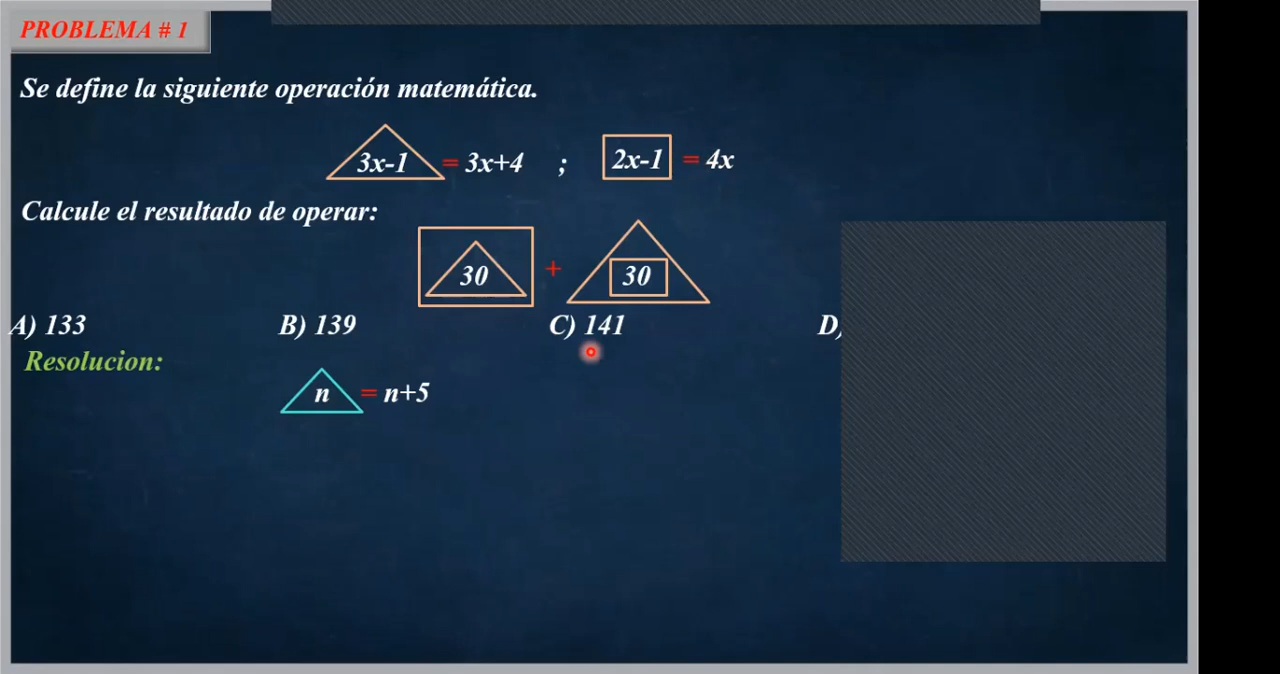 PROBLEMA # 1
Se define la siguiente operación matemática.
3x-1 = 3x+4 ; 2x-1 = 4x
Calcule el resultado de operar:
30 + 30
A) 133 B) 139 C) 141 D)
Resolucion:
n = n+5